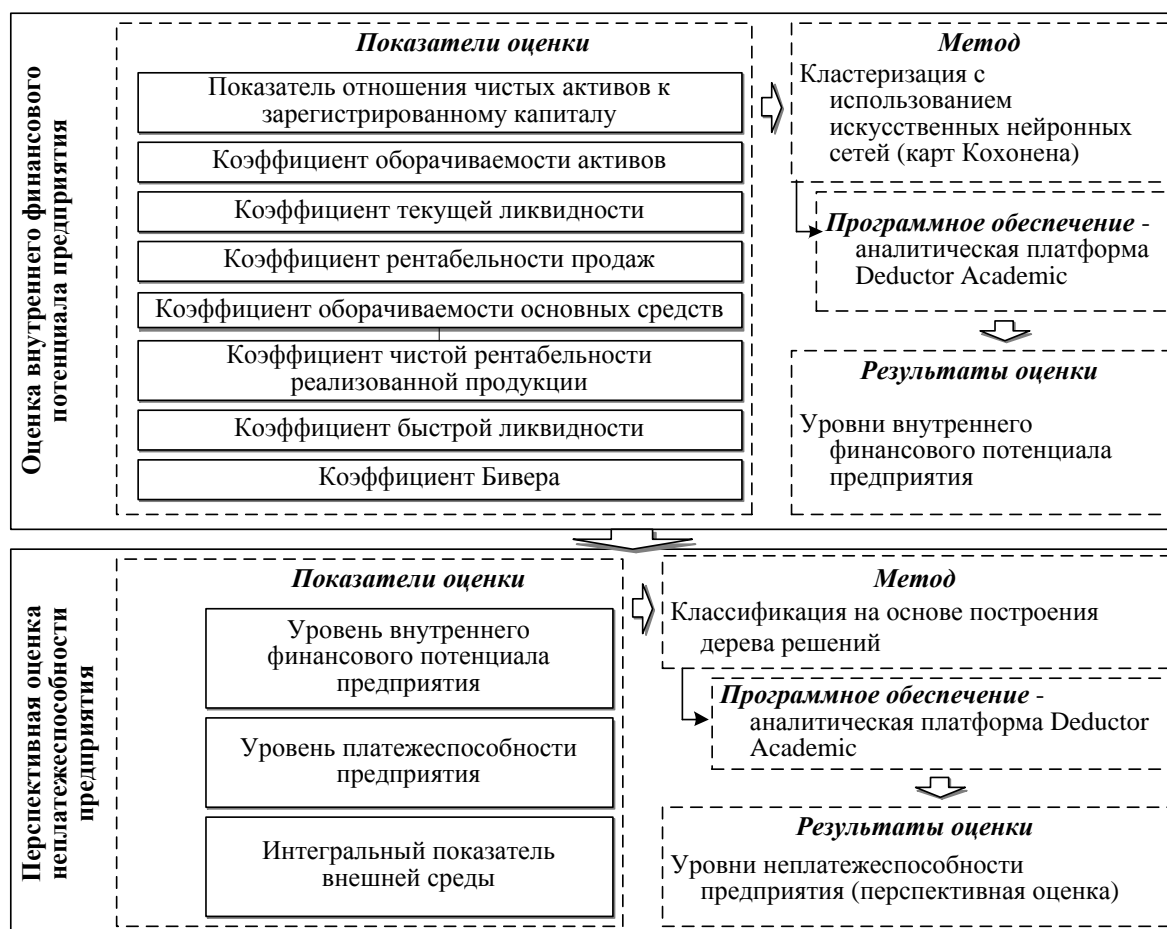 Оценка внутреннего финансового
потенциала предприятия
Показатели оценки
Показатель отношения чистых активов к
зарегистрированному капиталу
Коэффициент оборачиваемости активов
Коэффициент текущей ликвидности
Коэффициент рентабельности продаж
Коэффициент оборачиваемости основных средств
Коэффициент чистой рентабельности
реализованной продукции
Коэффициент быстрой ликвидности
Коэффициент Бивера
Метод
Кластеризация с
использованием
искусственных нейронных
сетей (карт Кохонена)
Программное обеспечение -
аналитическая платформа
Deductor Academic
Результаты оценки
Уровни внутреннего
финансового потенциала
предприятия
Перспективная оценка
неплатежеспособности
предприятия
Показатели оценки
Уровень внутреннего
финансового потенциала
предприятия
Уровень платежеспособности
предприятия
Интегральный показатель
внешней среды
Метод
Классификация на основе построения
дерева решений
Программное обеспечение -
аналитическая платформа Deductor
Academic
Результаты оценки
Уровни неплатежеспособности
предприятия (перспективная оценка)